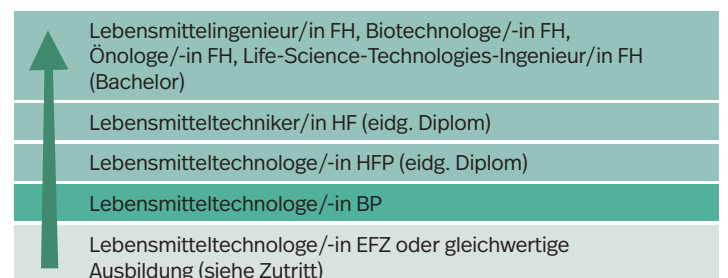 Lebensmittelingenieur/in FH, Biotechnologe/-in FH,
Önologe/-in FH, Life-Science-Technologies-Ingenieur/in FH
(Bachelor)
Lebensmitteltechniker/in HF (eidg. Diplom)
Lebensmitteltechnologe/-in HFP (eidg. Diplom)
Lebensmitteltechnologe/-in BP
Lebensmitteltechnologe/-in EFZ oder gleichwertige
Ausbildung (siehe Zutritt)